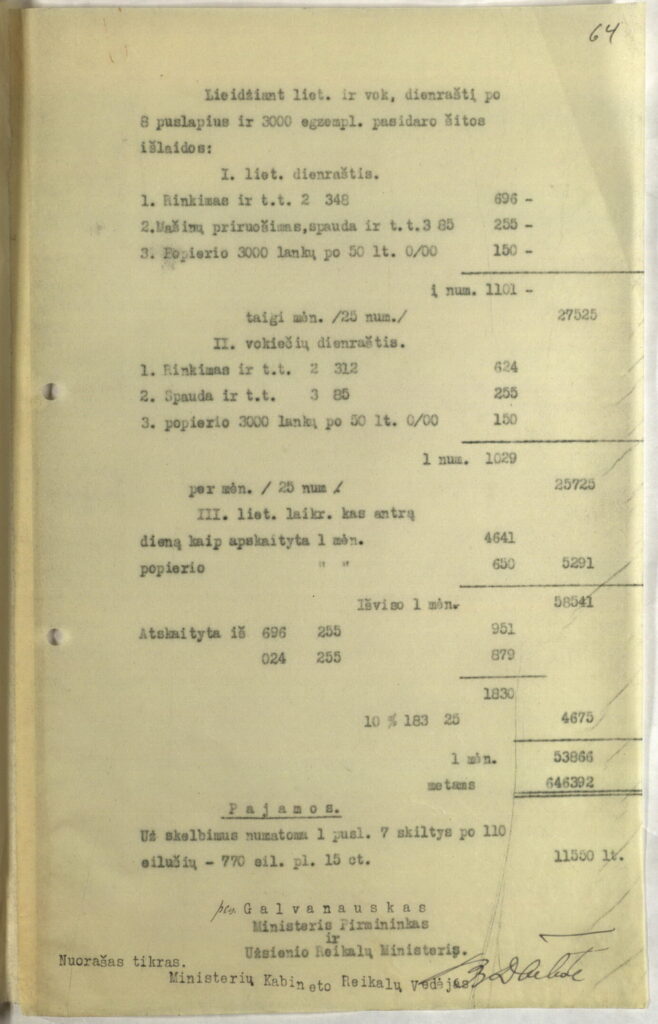 64
Lieidžiant liet. ir vok, dienraštį po
8 puslapius ir 3000 egzempl. pasidaro šitos
išlaidos:
I. liet. dienraštis.
1. Rinkimas ir t.t. 2 348 696 -
2.Mašinų priruošimas,spauda ir t.t.3 85 255 -
3. Popierio 3000 lankų po 50 lt. 0/00 150 -
į num. 1101 -
taigi mėn. /25 num./ 27525
II. vokiečių dienraštis.
1. Rinkimas ir t.t. 2 312 624
2. Spauda ir t.t. 3 85 255
3. popierio 3000 lankų po 50 lt. 0/00 150
1 num. 1029
per mėn. / 25 num / 25725
III. liet. laikr. kas antrą
dieną kaip apskaityta 1 mėn. 4641
popierio " " 650 5291
Išviso 1 mėn. 58541
Atskaityta iš 696 255 951
624 255 879
1830
10 % 183 25 4675
1 mėn. 53866
metams 646392
Pajamos.
Už skelbimus numatoma 1 pusl. 7 skiltys po 110
eilučių - 770 eil. pl. 15 ct. 11550 lt.
pas. Galvanauskas
Ministeris Pirmininkas
ir
Užsienio Reikalų Ministeris.
Nuorašas tikras.
Ministerių Kabineto Reikalų Vedėjas